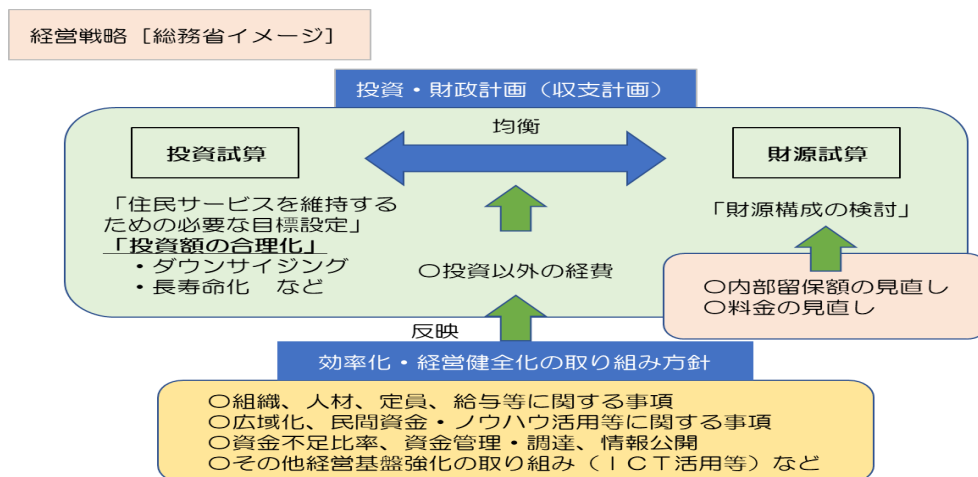 経営戦略［総務省イメージ］
投資・財政計画（収支計画）
均衡
投資試算
財源試算
「住民サービスを維持する
ための必要な目標設定」
「投資額の合理化」
・ダウンサイジング
・長寿命化　など
〇投資以外の経費
「財源構成の検討」
〇内部留保額の見直し
〇料金の見直し
反映
効率化・経営健全化の取り組み方針
〇組織、人材、定員、給与等に関する事項
〇広域化、民間資金・ノウハウ活用等に関する事項
〇資金不足比率、資金管理・調達、情報公開
〇その他経営基盤強化の取り組み（ＩＣＴ活用等）など